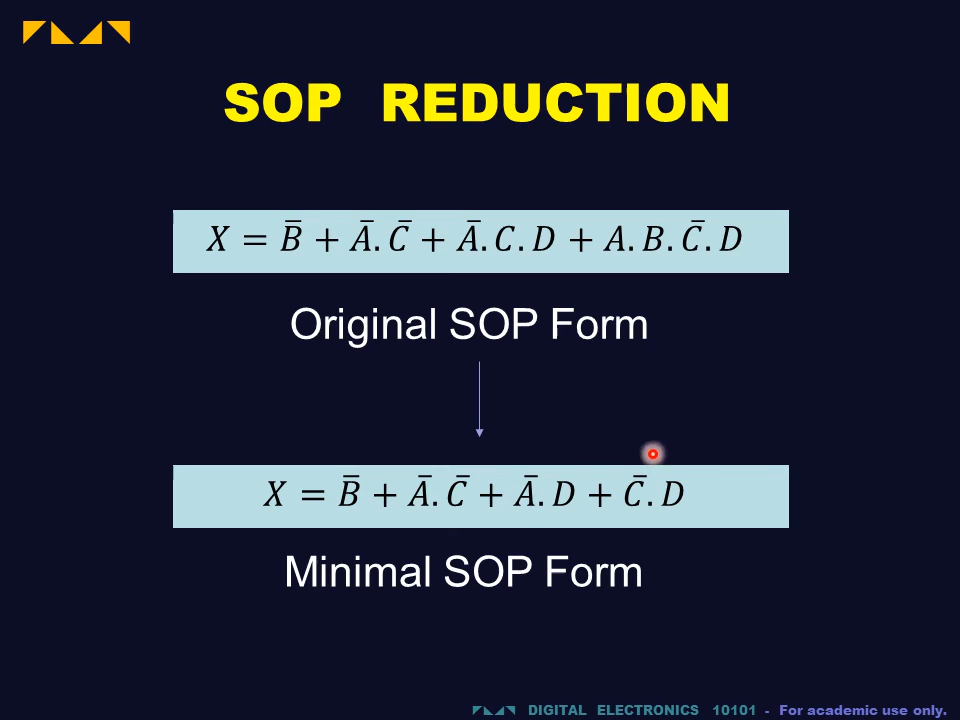 SOP REDUCTION
X = B̅ + A̅. C̅ + A̅. C. D + A. B. C̅. D
Original SOP Form
X = B̅ + A̅. C̅ + A̅. D + C̅. D
Minimal SOP Form
DIGITAL ELECTRONICS 10101 - For academic use only.